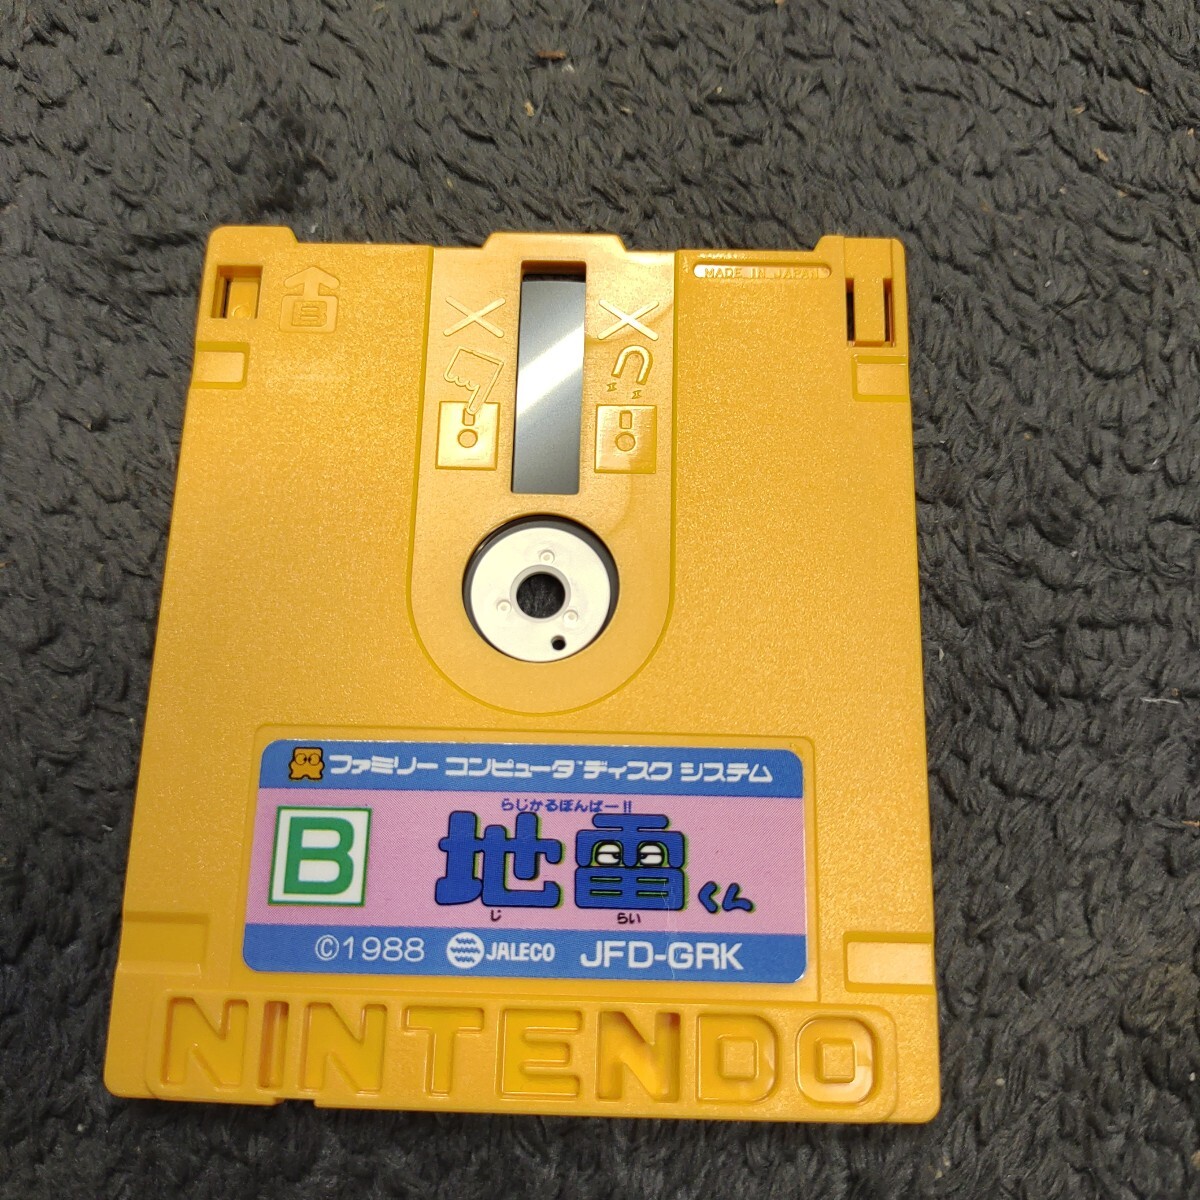 MADE IN JAPAN
ファミリー コンピュータ ディスク システム
B
らじかるぼんばー!!
地雷くん
じ らい
©1988 JALECO JFD-GRK
NINTENDO